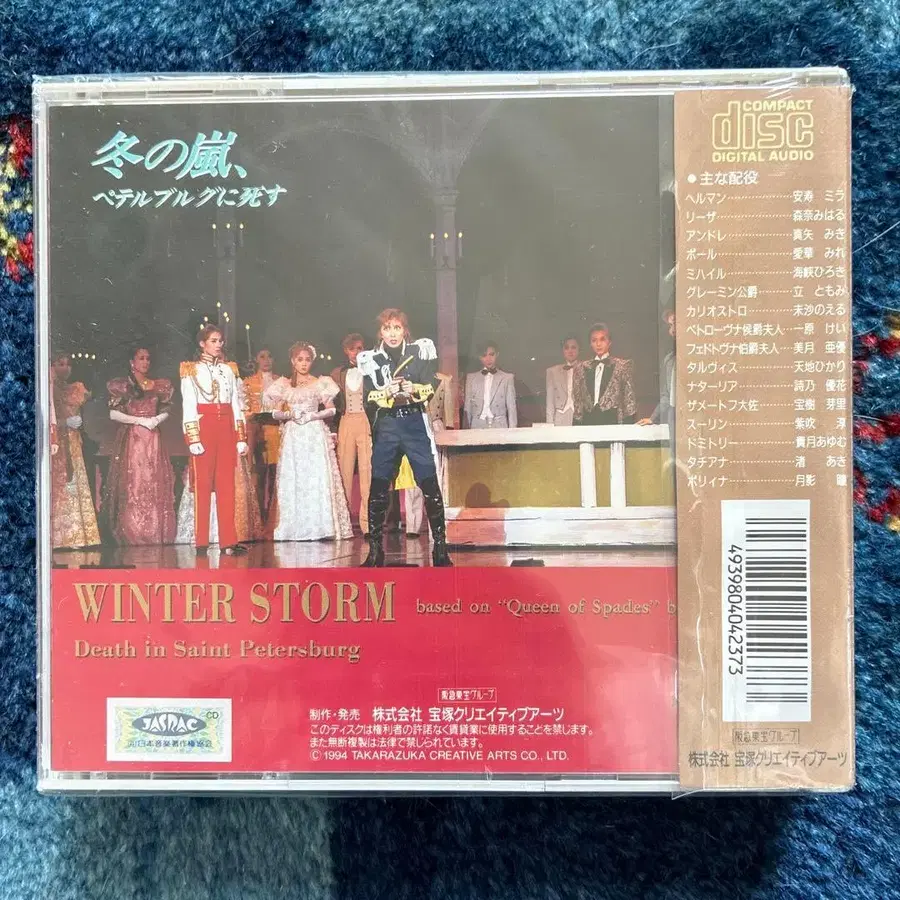 冬の嵐、
ペテルブルグに死す
WINTER STORM based on "Queen of Spades" b
Death in Saint Petersburg
JASRAC
CD
阪急東宝グループ
制作・発売 株式会社 宝塚クリエイティブアーツ
このディスクは権利者の許諾なく賃貸業に使用することを禁じます。
また無断複製は法律で禁じられています。
©1994 TAKARAZUKA CREATIVE ARTS CO., LTD.
COMPACT
disc
DIGITAL AUDIO
●主な配役
ヘルマン…………………安寿 ミラ
リーザ……………………森奈みはる
アンドレ…………………真矢 みき
ポール……………………愛華 みれ
ミハイル…………………海峡ひろき
グレーミン公爵…………立 ともみ
カリオストロ……………末沙のえる
ペトローヴナ侯爵夫人…一原 けい
フェドトヴナ伯爵夫人…美月 亜優
タルヴィス………………天地ひかり
ナターリア………………詩乃 優花
ザメートフ大佐…………宝樹 芽里
スーリン…………………紫吹 淳
ドミトリー………………貴月あゆむ
タチアナ…………………渚 あき
ポリィナ…………………月影 瞳
4939804042373
阪急東宝グループ
株式会社 宝塚クリエイティブアーツ